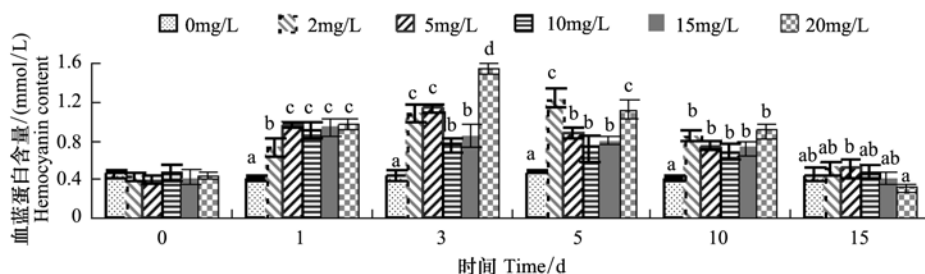 0mg/L 2mg/L 5mg/L 10mg/L 15mg/L 20mg/L
血蓝蛋白含量/(mmol/L)
Hemocyanin content
1.6
1.2
0.8
0.4
0
a b c c c c
a c c b b d
a c b b b c
a b b b b b
ab ab b ab ab a
0 1 3 5 10 15
时间 Time/d